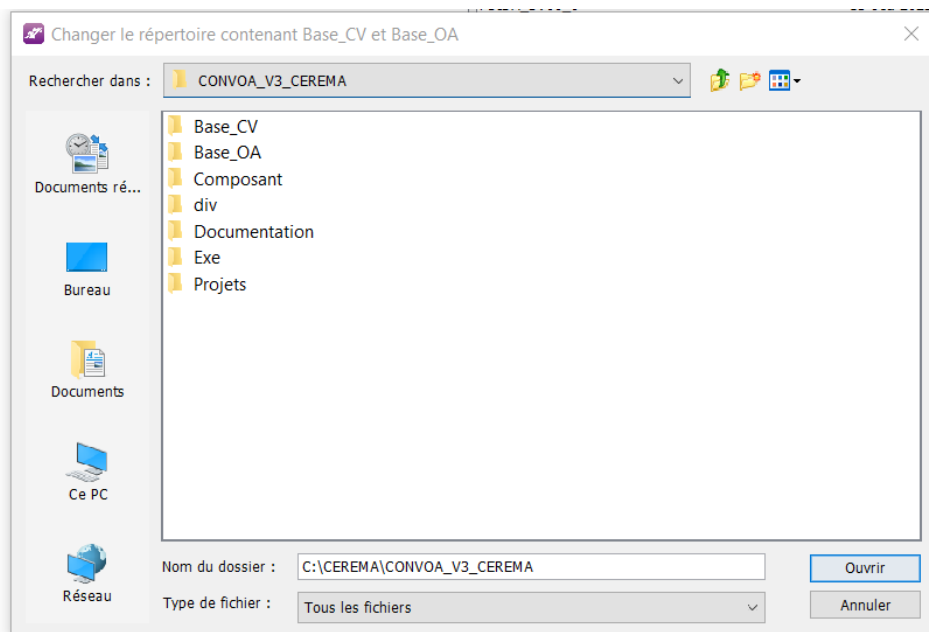 Changer le répertoire contenant Base_CV et Base_OA
Rechercher dans :
CONVOA_V3_CEREMA
Base_CV
Base_OA
Composant
div
Documentation
Exe
Projets
Documents ré...
Bureau
Documents
Ce PC
Réseau
Nom du dossier :
C:\CEREMA\CONVOA_V3_CEREMA
Ouvrir
Type de fichier :
Tous les fichiers
Annuler